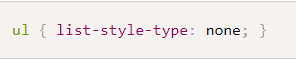 ul { list-style-type: none; }